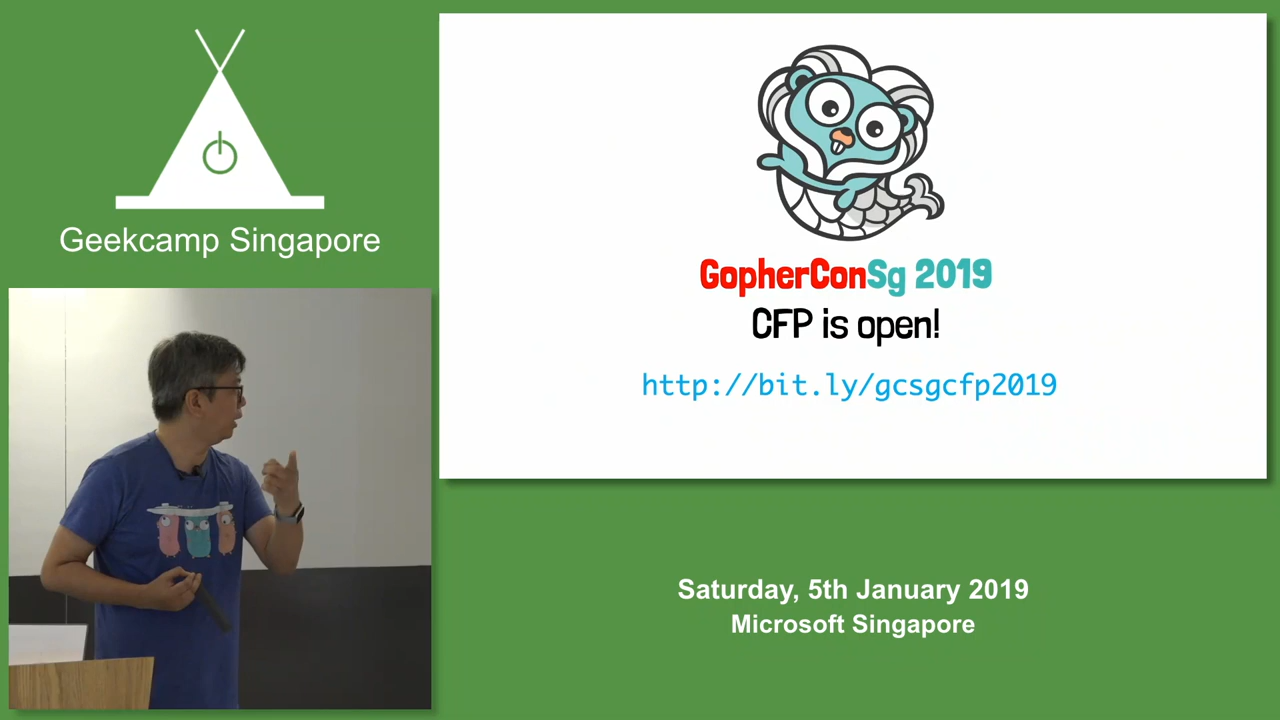 Geekcamp Singapore
GopherConSg 2019
CFP is open!
http://bit.ly/gcsgcfp2019
Saturday, 5th January 2019
Microsoft Singapore